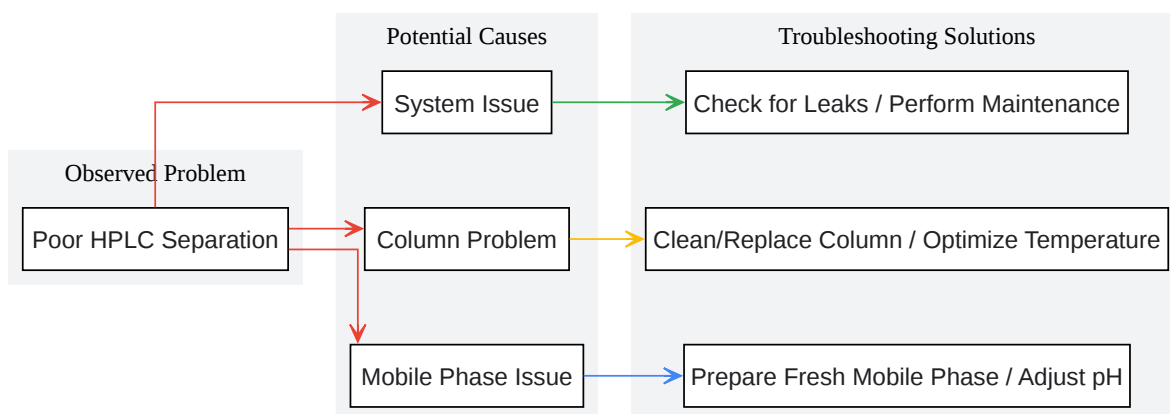 Potential Causes
Troubleshooting Solutions
System Issue
Check for Leaks / Perform Maintenance
Observed Problem
Poor HPLC Separation
Column Problem
Clean/Replace Column / Optimize Temperature
Mobile Phase Issue
Prepare Fresh Mobile Phase / Adjust pH